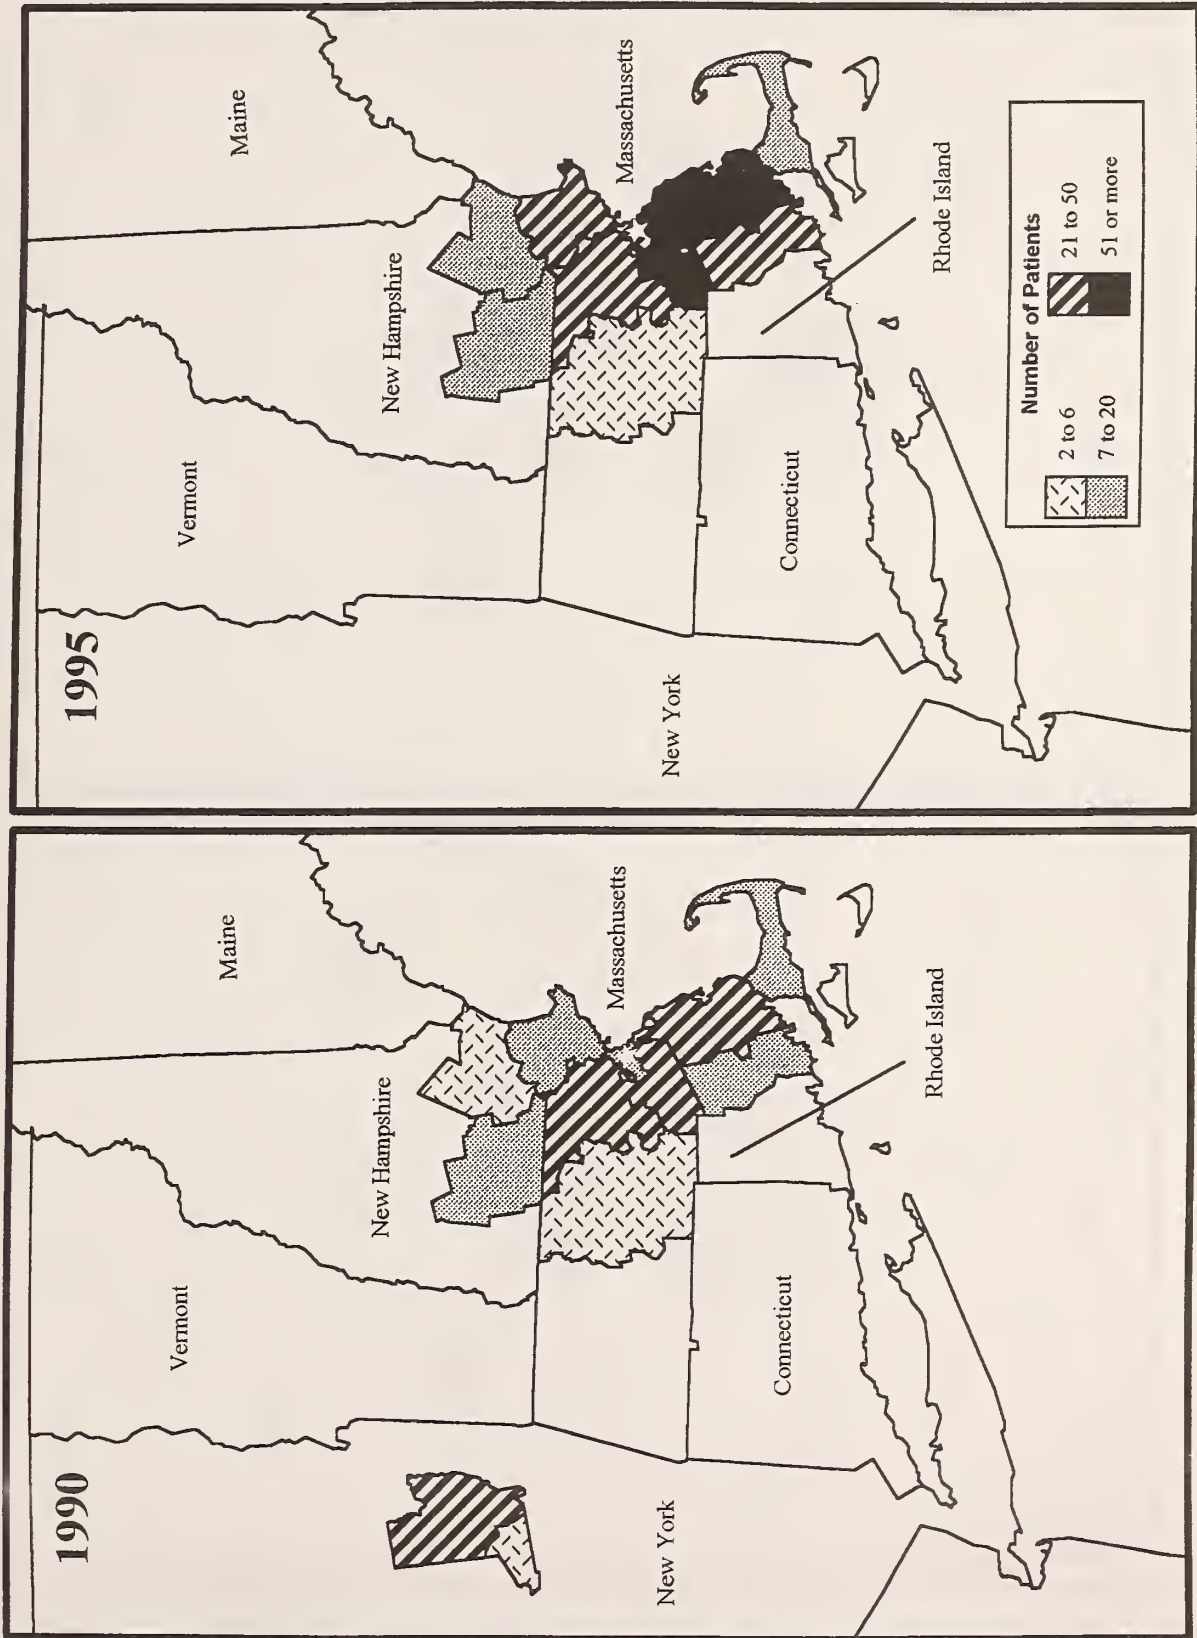 1990
Vermont
Maine
New Hampshire
Massachusetts
New York
Connecticut
Rhode Island
1995
Vermont
Maine
New Hampshire
Massachusetts
New York
Connecticut
Rhode Island
Number of Patients
2 to 6
21 to 50
7 to 20
51 or more